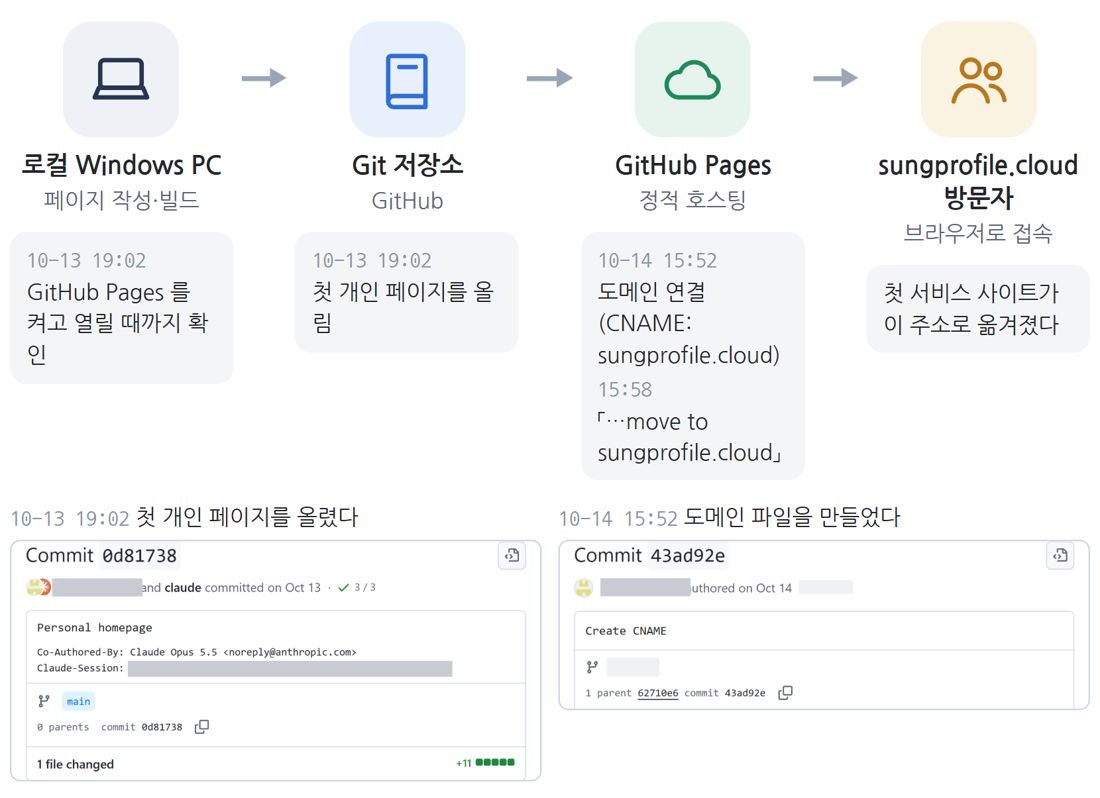 로컬 Windows PC
페이지 작성·빌드
10-13 19:02
GitHub Pages 를
켜고 열릴 때까지 확
인
Git 저장소
GitHub
10-13 19:02
첫 개인 페이지를 올
림
GitHub Pages
정적 호스팅
10-14 15:52
도메인 연결
(CNAME:
sungprofile.cloud)
15:58
「…move to
sungprofile.cloud」
sungprofile.cloud
방문자
브라우저로 접속
첫 서비스 사이트가
이 주소로 옮겨졌다
10-13 19:02 첫 개인 페이지를 올렸다
Commit 0d81738
and claude committed on Oct 13 · 3 / 3
Personal homepage
Co-Authored-By: Claude Opus 5.5 <noreply@anthropic.com>
Claude-Session:
main
0 parents commit 0d81738
1 file changed
+11
10-14 15:52 도메인 파일을 만들었다
Commit 43ad92e
uthored on Oct 14
Create CNAME
1 parent 62710e6 commit 43ad92e